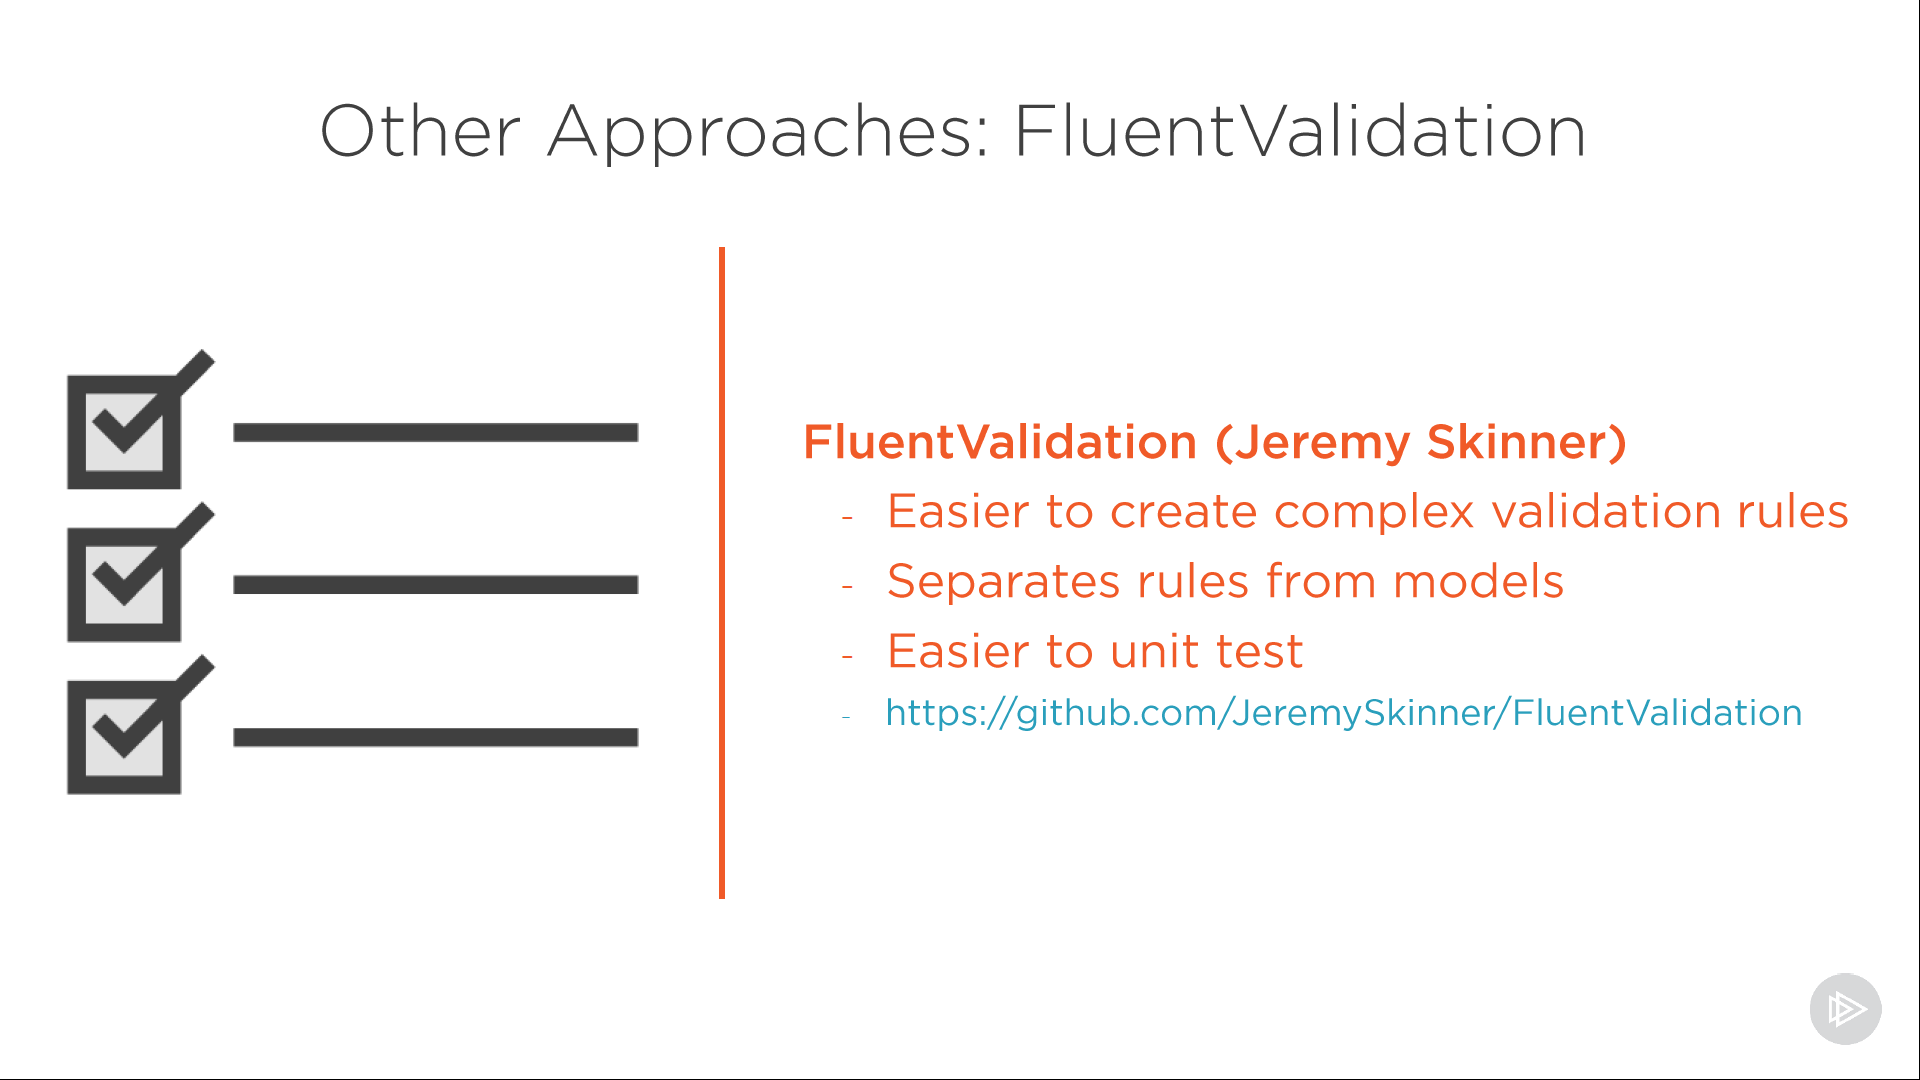 Other Approaches: FluentValidation
FluentValidation (Jeremy Skinner)
- Easier to create complex validation rules
- Separates rules from models
- Easier to unit test
- https://github.com/JeremySkinner/FluentValidation